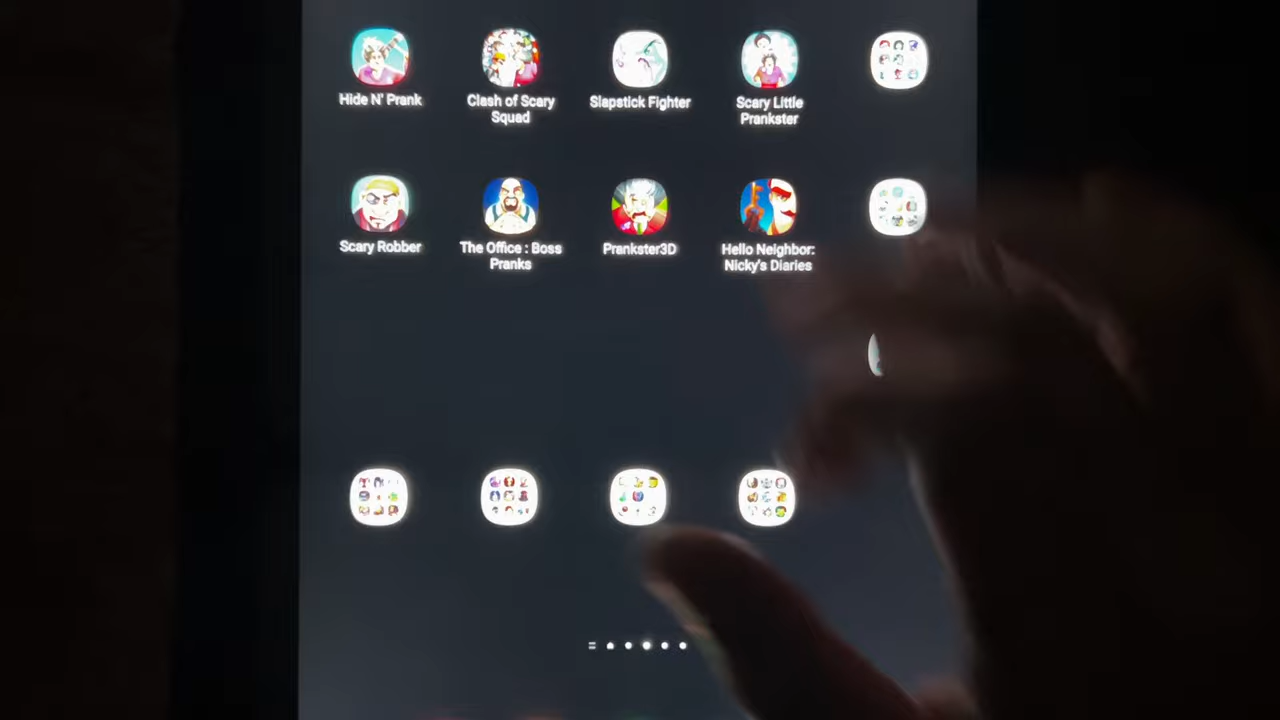 Hide N' Prank
Clash of Scary
Squad
Slapstick Fighter
Scary Little
Prankster
Scary Robber
The Office : Boss
Pranks
Prankster3D
Hello Neighbor:
Nicky's Diaries